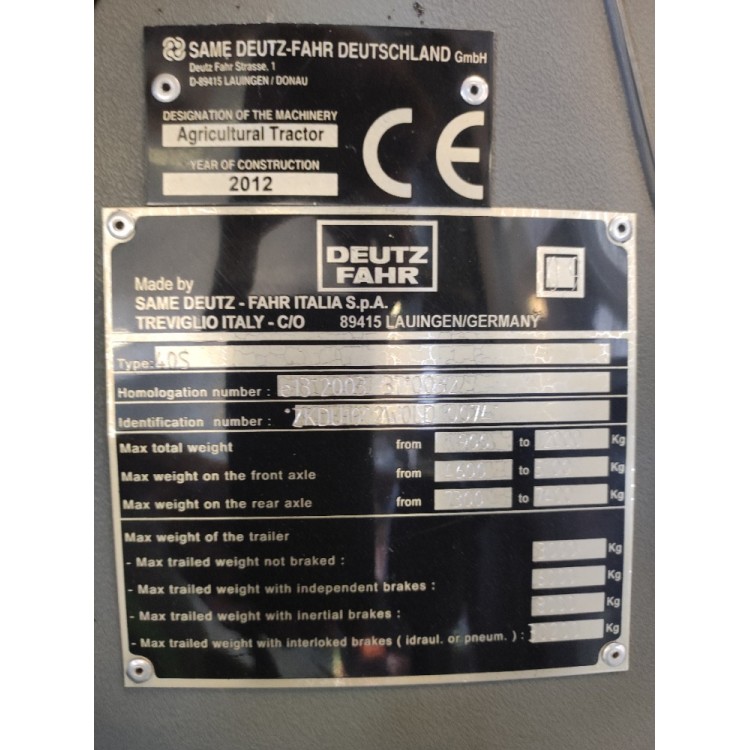 SAME DEUTZ-FAHR DEUTSCHLAND GmbH
Deutz Fahr Strasse, 1
D-89415 LAUINGEN / DONAU
DESIGNATION OF THE MACHINERY
Agricultural Tractor
YEAR OF CONSTRUCTION
2012
CE
DEUTZ
FAHR
Made by
SAME DEUTZ - FAHR ITALIA S.p.A.
TREVIGLIO ITALY - C/O 89415 LAUINGEN/GERMANY
Type: 40S
Homologation number :
Identification number :
Max total weight from to Kg
Max weight on the front axle from to Kg
Max weight on the rear axle from to Kg
Max weight of the trailer
- Max trailed weight not braked : Kg
- Max trailed weight with independent brakes : Kg
- Max trailed weight with inertial brakes : Kg
- Max trailed weight with interloked brakes ( idraul. or pneum. ) : Kg